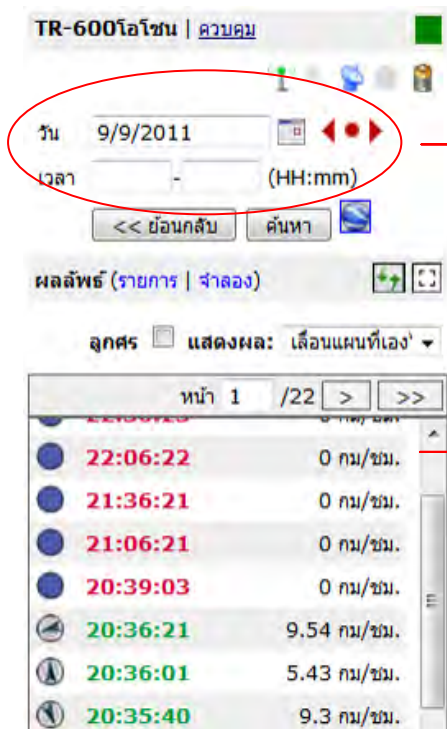 TR-600โอโซน | ควบคุม
วัน 9/9/2011
เวลา - (HH:mm)
<< ย้อนกลับ ค้นหา
ผลลัพธ์ (รายการ | จำลอง)
ลูกศร แสดงผล: เลื่อนแผนที่เอง
หน้า 1 /22 > >>
22:06:22 0 กม/ชม.
21:36:21 0 กม/ชม.
21:06:21 0 กม/ชม.
20:39:03 0 กม/ชม.
20:36:21 9.54 กม/ชม.
20:36:01 5.43 กม/ชม.
20:35:40 9.3 กม/ชม.